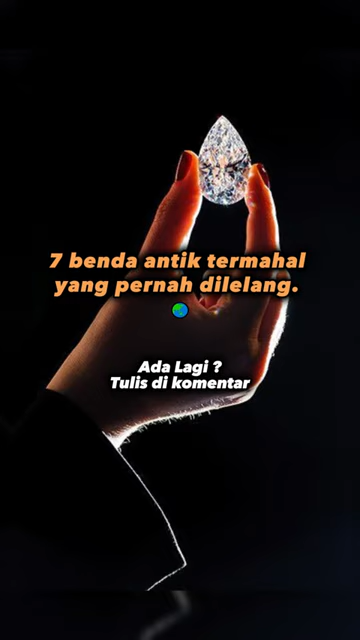 7 benda antik termahal
yang pernah dilelang.
Ada Lagi ?
Tulis di komentar